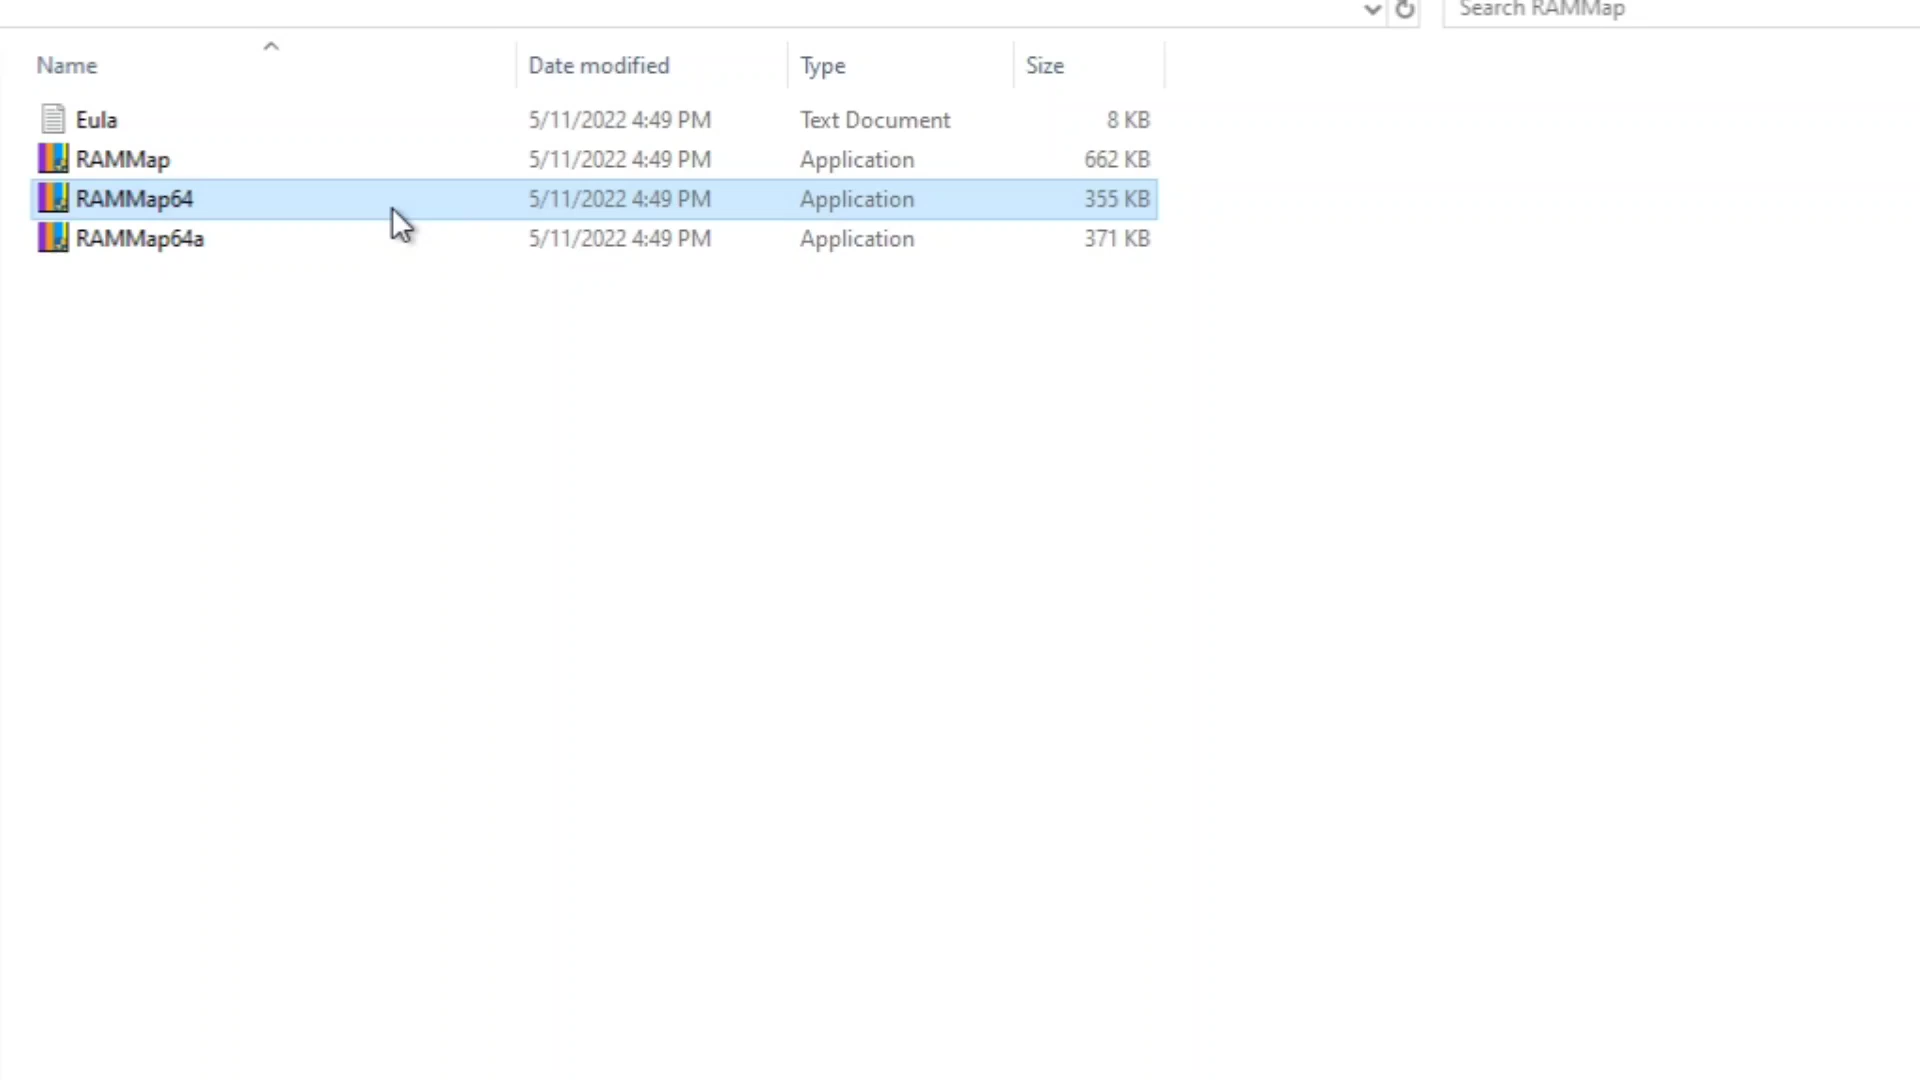 Search RAMMap
Name Date modified Type Size
Eula 5/11/2022 4:49 PM Text Document 8 KB
RAMMap 5/11/2022 4:49 PM Application 662 KB
RAMMap64 5/11/2022 4:49 PM Application 355 KB
RAMMap64a 5/11/2022 4:49 PM Application 371 KB